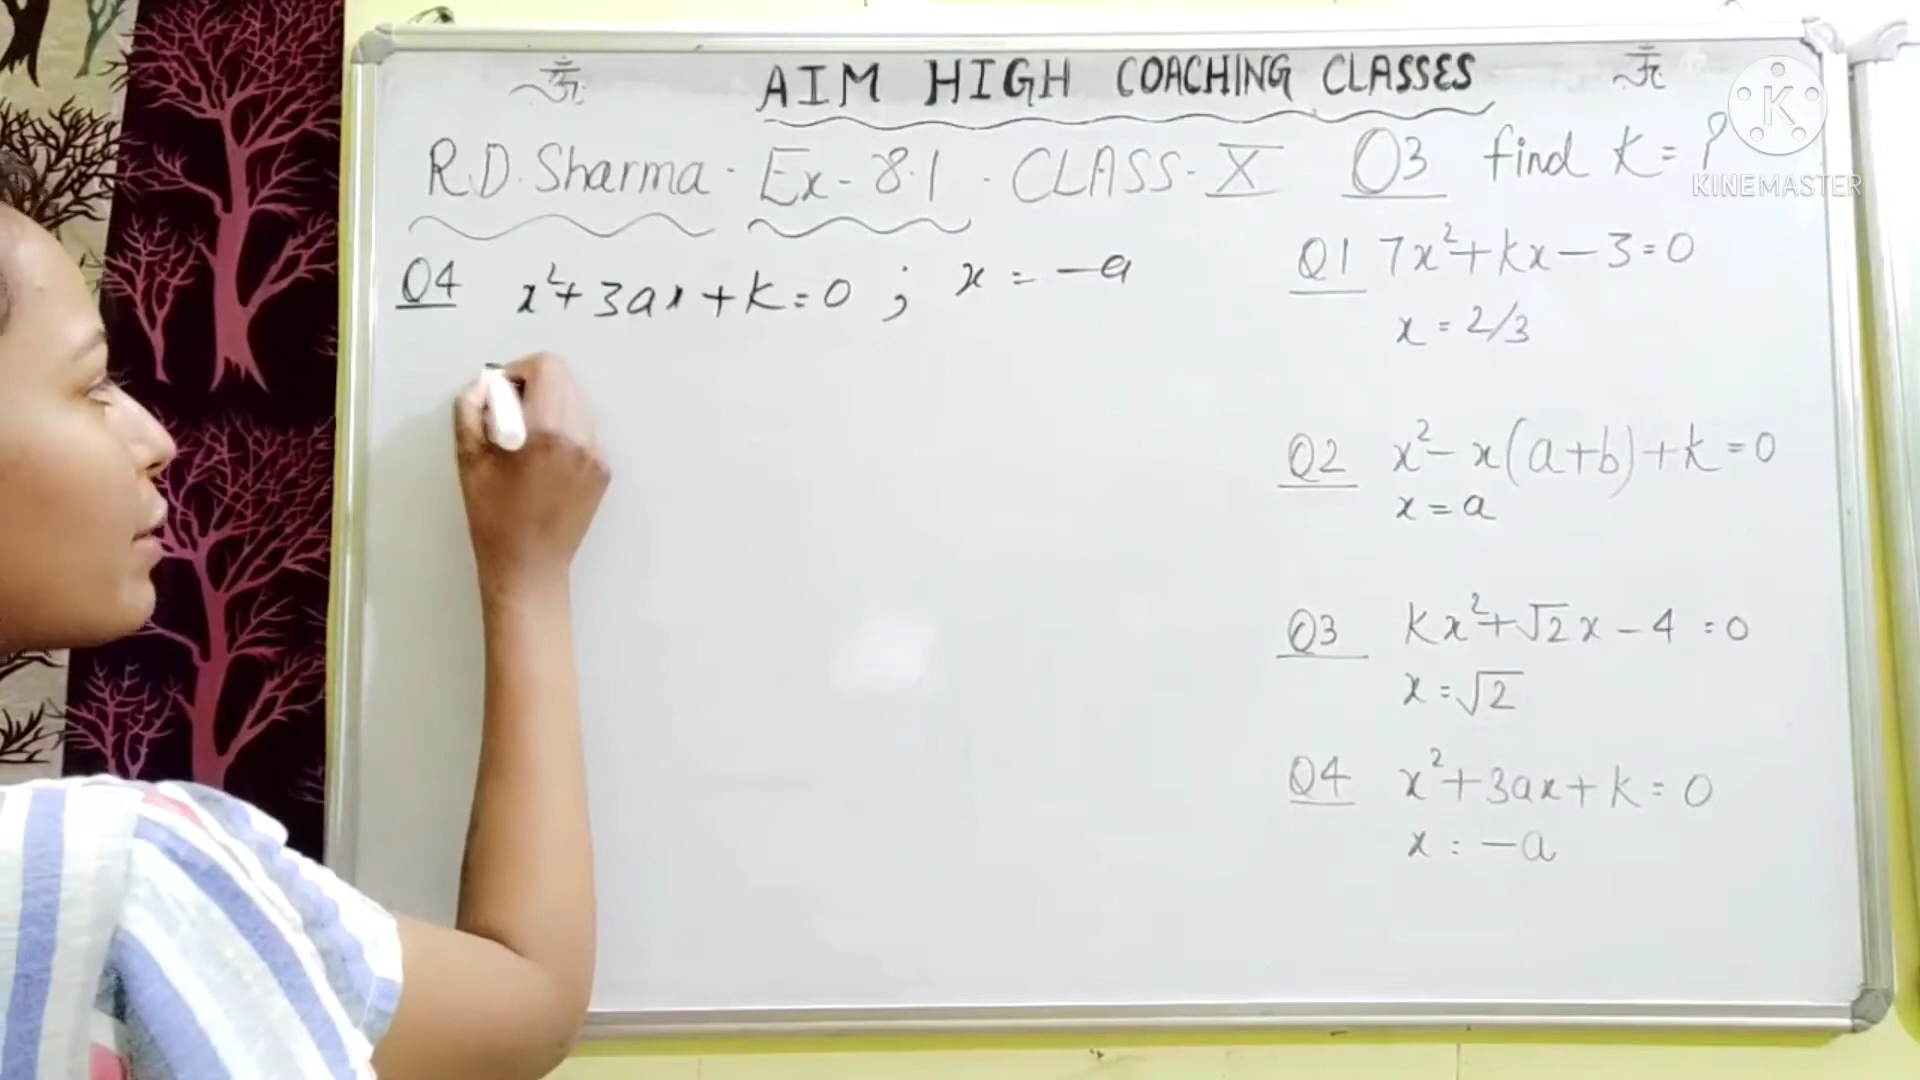 ॐ AIM HIGH COACHING CLASSES ॐ
R.D. Sharma - Ex - 8.1 - CLASS - X Q3 find K = ?
Q4 x²+3ax+K=0 ; x = -a
Q1 7x²+kx-3=0
x = 2/3
Q2 x²-x(a+b)+k=0
x = a
Q3 Kx²+√2x-4=0
x = √2
Q4 x²+3ax+k=0
x = -a
K
KINEMASTER